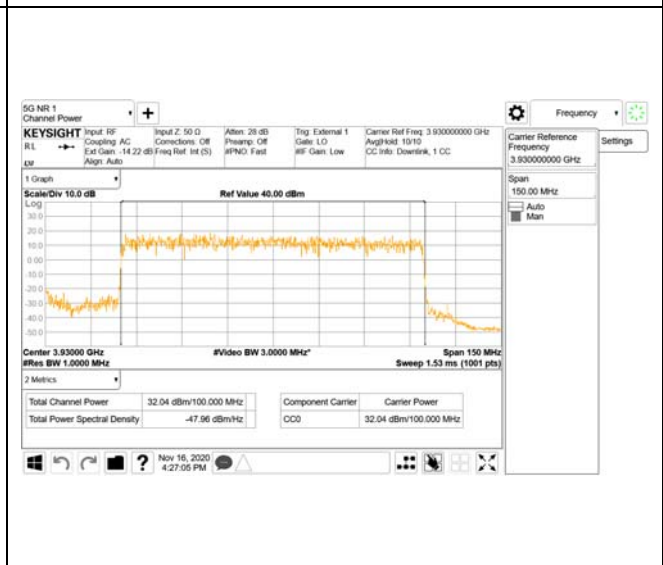 5G NR 1
Channel Power
Frequency
KEYSIGHT
RL
Input: RF
Coupling: AC
Ext Gain: -14.22 dB
Align: Auto
Input Z: 50 Ω
Corrections: Off
Freq Ref: Int (S)
Atten: 28 dB
Preamp: Off
#PNO: Fast
Trig: External 1
Gate: LO
#IF Gain: Low
Carrier Ref Freq: 3.930000000 GHz
Avg|Hold: 10/10
CC Info: Downlink, 1 CC
Carrier Reference
Frequency
3.930000000 GHz
Settings
Span
150.00 MHz
Auto
Man
1 Graph
Scale/Div 10.0 dB
Ref Value 40.00 dBm
Log
30.0
20.0
10.0
0.00
-10.0
-20.0
-30.0
-40.0
-50.0
Center 3.93000 GHz
#Video BW 3.0000 MHz*
Span 150 MHz
#Res BW 1.0000 MHz
Sweep 1.53 ms (1001 pts)
2 Metrics
Total Channel Power 32.04 dBm/100.000 MHz
Total Power Spectral Density -47.96 dBm/Hz
Component Carrier Carrier Power
CC0 32.04 dBm/100.000 MHz
Nov 16, 2020
4:27:05 PM